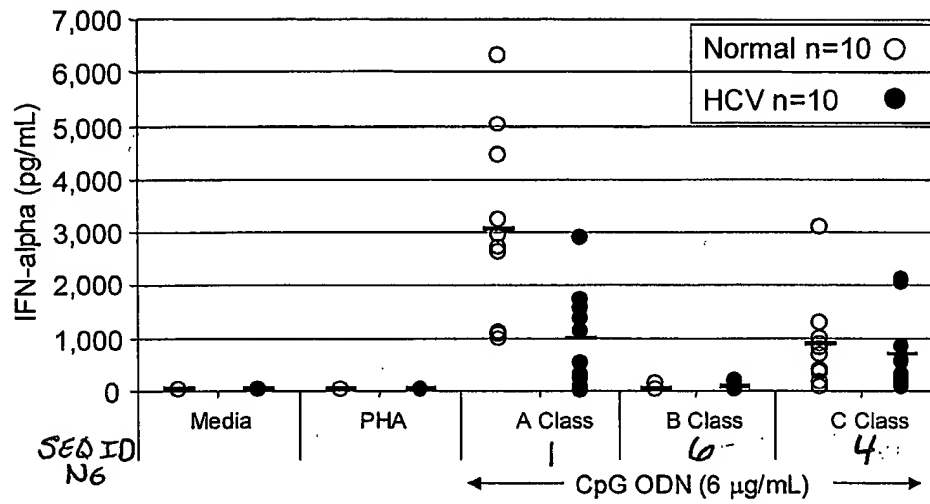 7,000
6,000
5,000
4,000
3,000
2,000
1,000
0
IFN-alpha (pg/mL)
Normal n=10
HCV n=10
Media PHA A Class B Class C Class
SEQ ID 1 6 4
NO
CpG ODN (6 µg/mL)